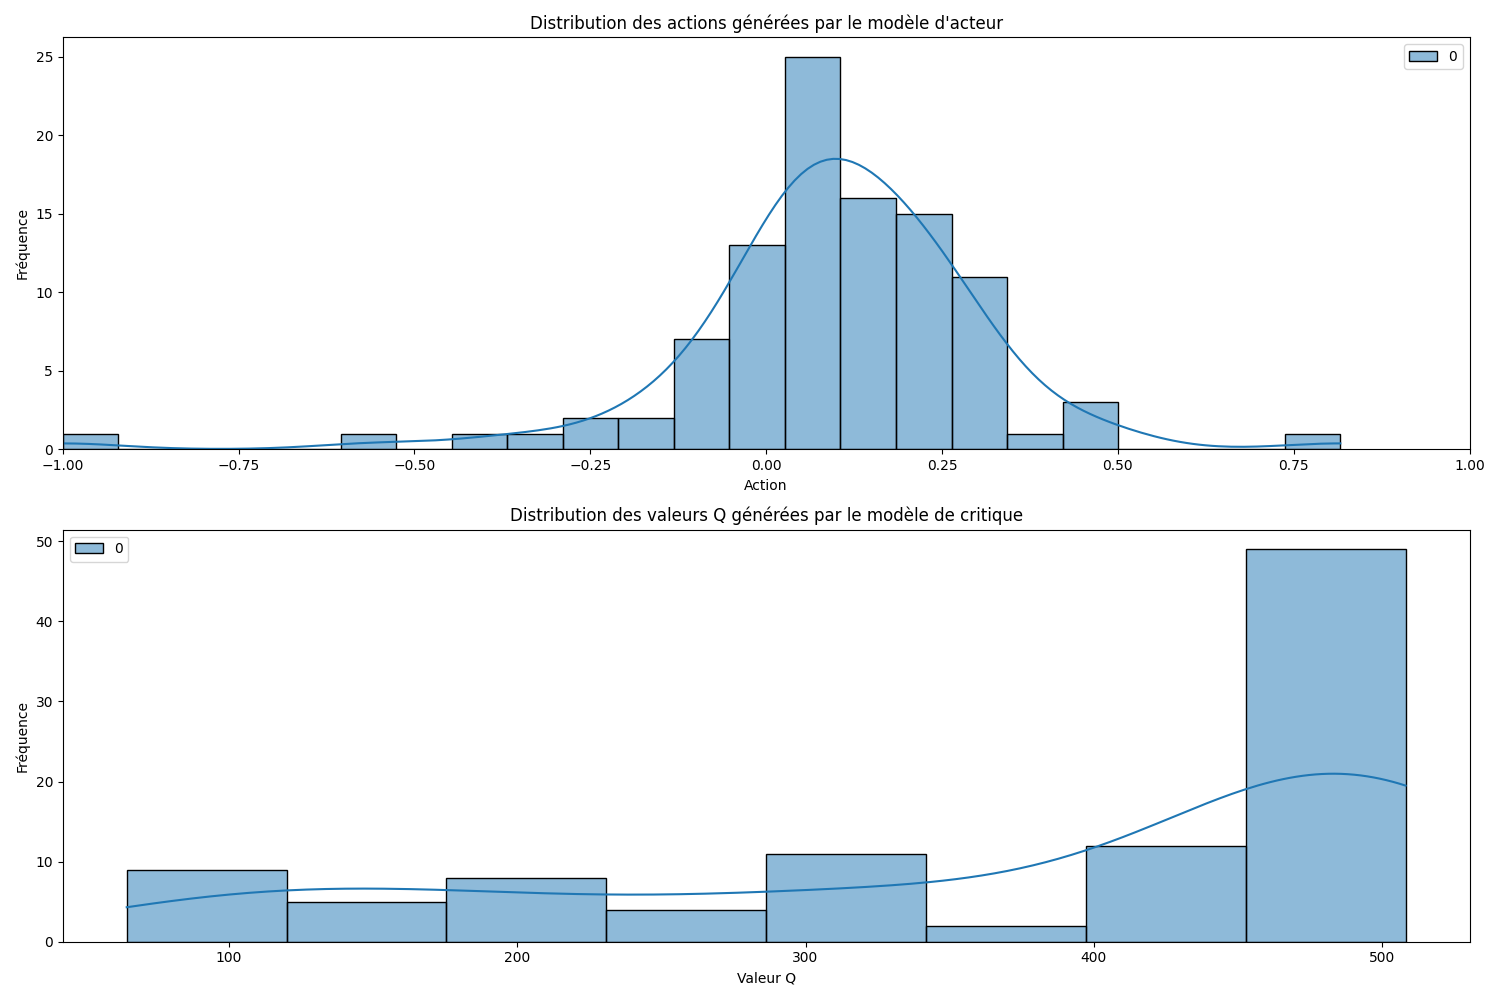 Distribution des actions générées par le modèle d'acteur
0
25
20
15
10
5
0
Fréquence
−1.00 −0.75 −0.50 −0.25 0.00 0.25 0.50 0.75 1.00
Action
Distribution des valeurs Q générées par le modèle de critique
0
50
40
30
20
10
0
Fréquence
100 200 300 400 500
Valeur Q